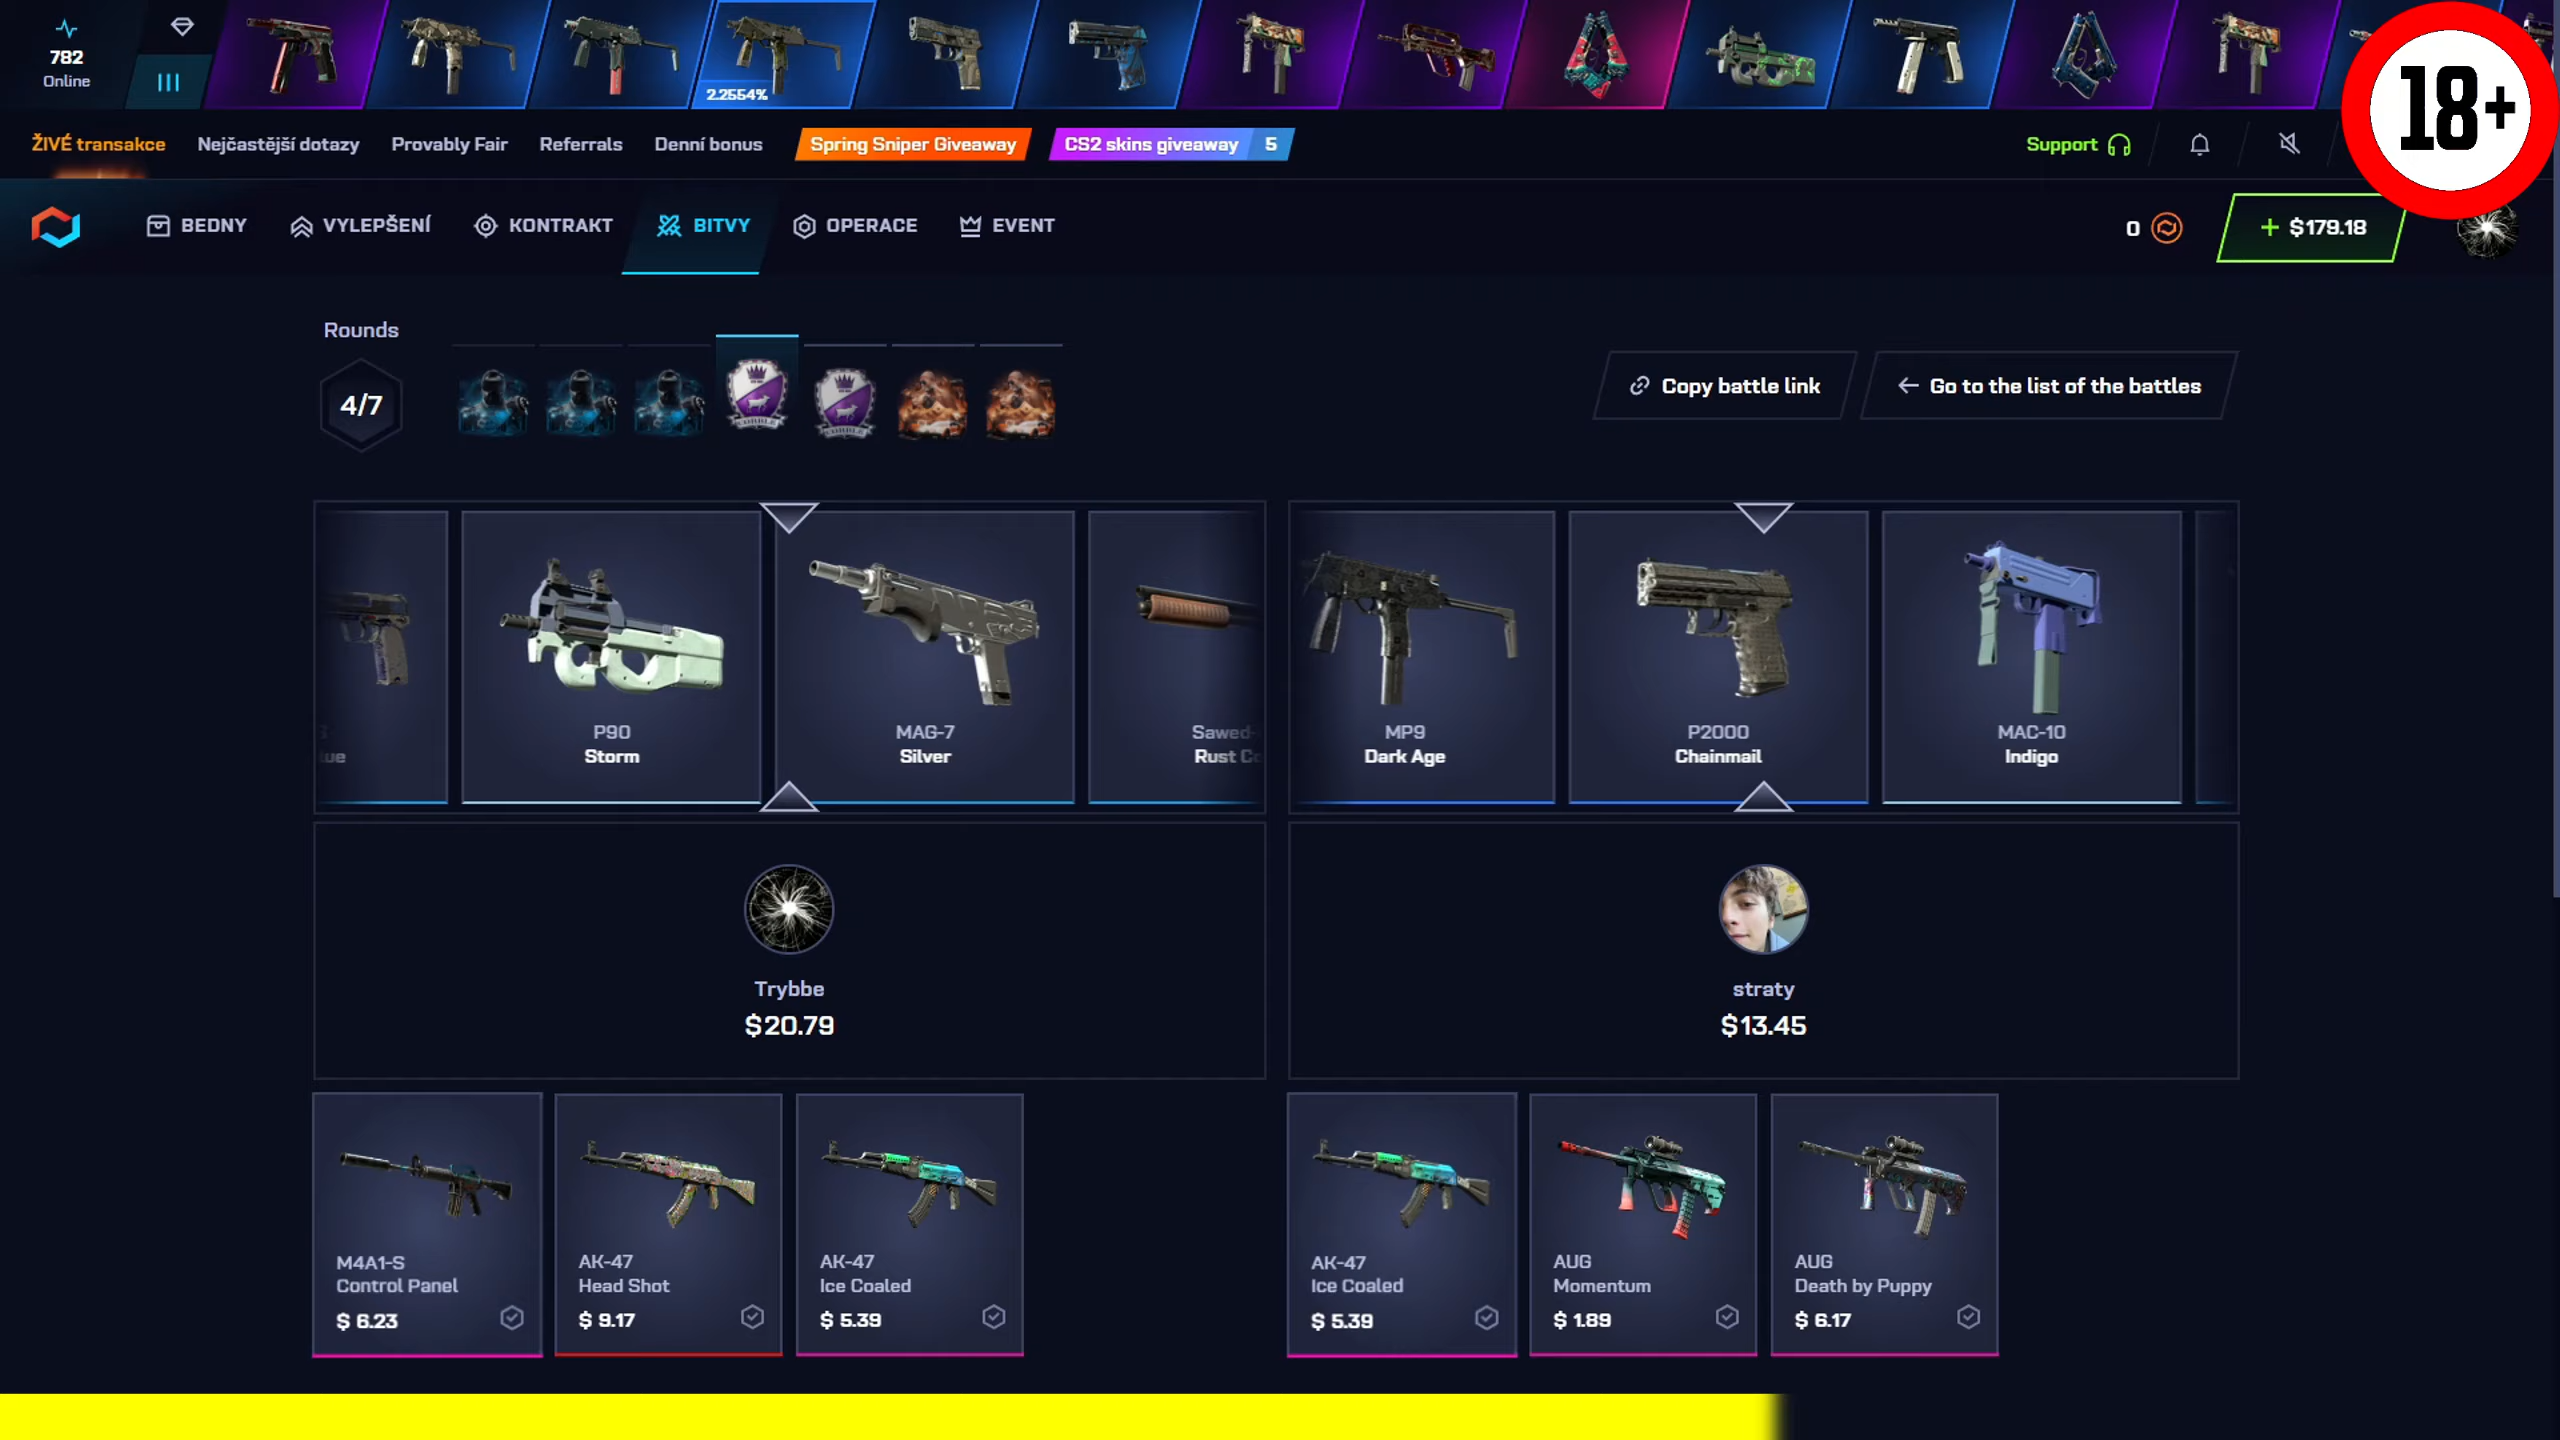 782
Online
2.2554%
18+
ŽIVÉ transakce
Nejčastější dotazy
Provably Fair
Referrals
Denní bonus
Spring Sniper Giveaway
CS2 skins giveaway 5
Support
BEDNY
VYLEPŠENÍ
KONTRAKT
BITVY
OPERACE
EVENT
0
+ $179.18
Rounds
4/7
Copy battle link
Go to the list of the battles
P90
Storm
MAG-7
Silver
Sawed-
Rust
MP9
Dark Age
P2000
Chainmail
MAC-10
Indigo
Trybbe
$20.79
straty
$13.45
M4A1-S
Control Panel
$ 6.23
AK-47
Head Shot
$ 9.17
AK-47
Ice Coaled
$ 5.39
AK-47
Ice Coaled
$ 5.39
AUG
Momentum
$ 1.89
AUG
Death by Puppy
$ 6.17